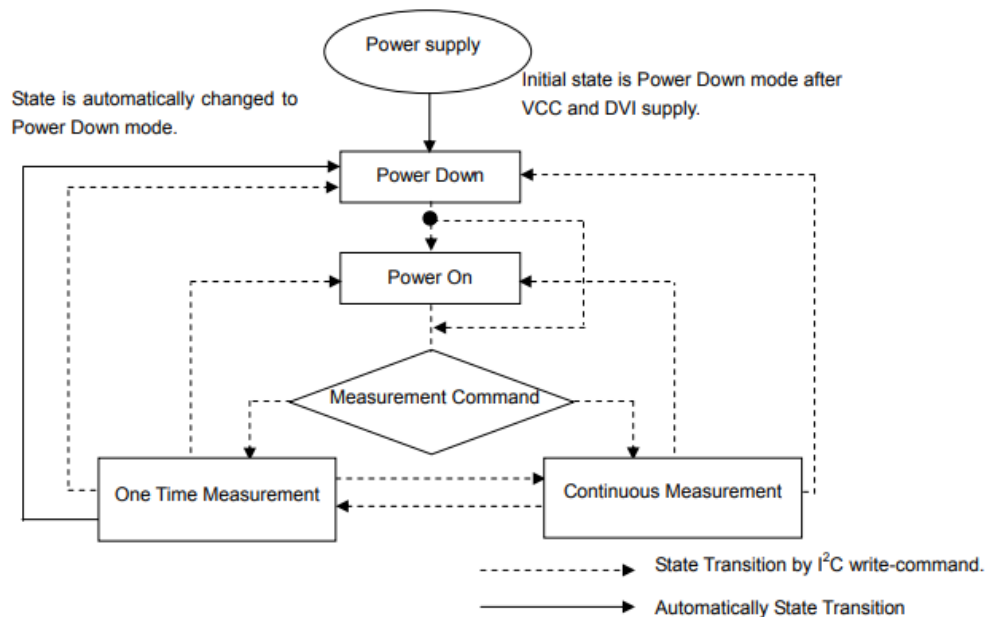 Power supply
Initial state is Power Down mode after
VCC and DVI supply.
State is automatically changed to
Power Down mode.
Power Down
Power On
Measurement Command
One Time Measurement
Continuous Measurement
State Transition by I²C write-command.
Automatically State Transition